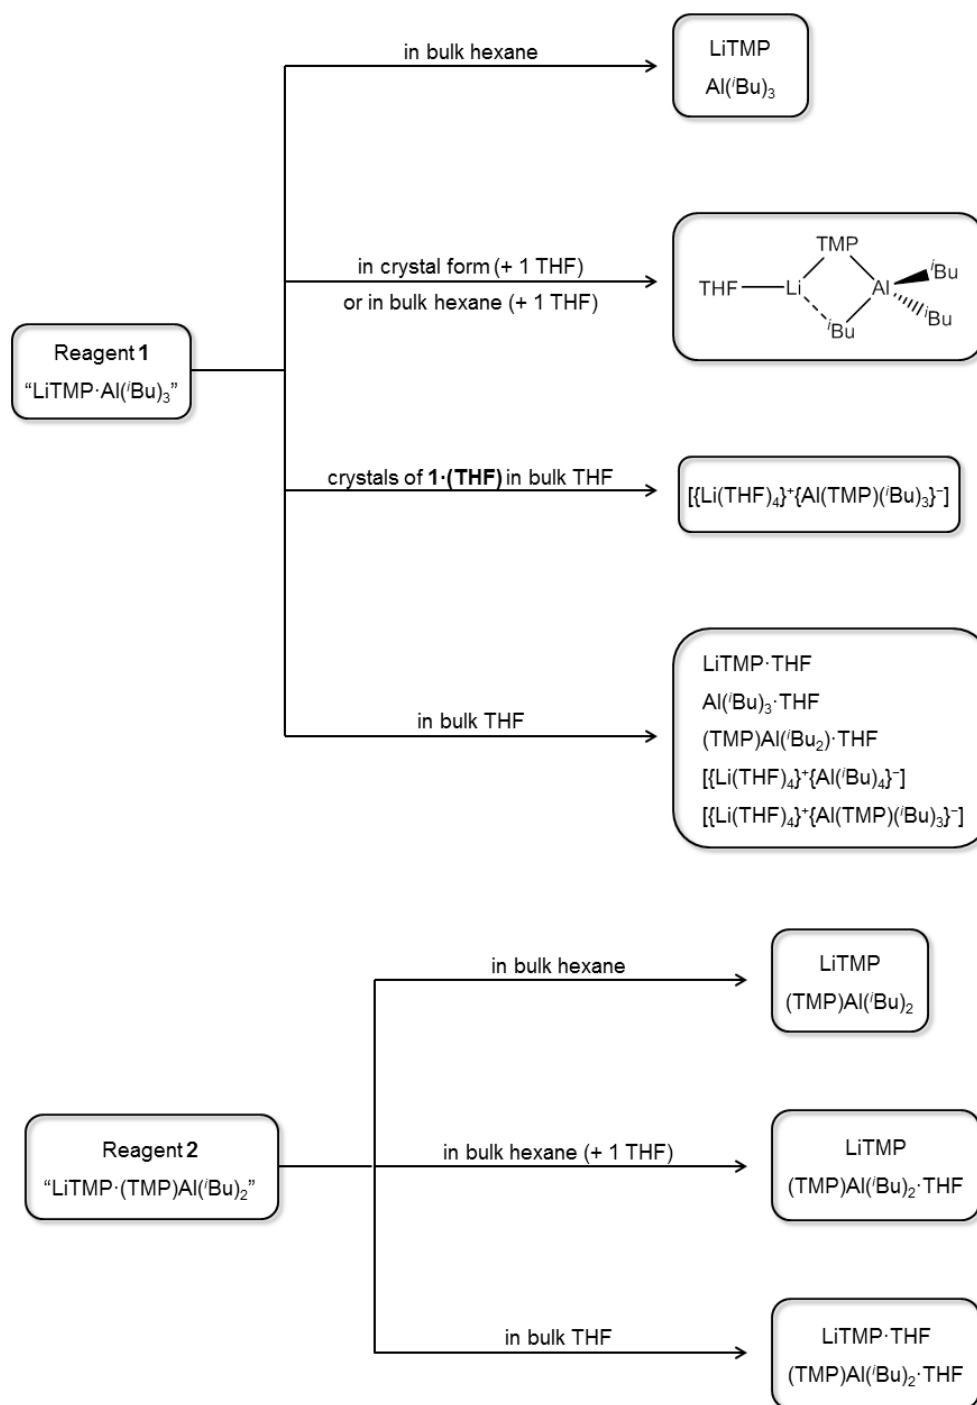 in bulk hexane
LiTMP
Al(ⁱBu)₃
in crystal form (+ 1 THF)
or in bulk hexane (+ 1 THF)
TMP
THF
Li
Al
ⁱBu
ⁱBu
ⁱBu
Reagent 1
“LiTMP·Al(ⁱBu)₃”
crystals of 1·(THF) in bulk THF
[{Li(THF)₄}⁺{Al(TMP)(ⁱBu)₃}⁻]
in bulk THF
LiTMP·THF
Al(ⁱBu)₃·THF
(TMP)Al(ⁱBu₂)·THF
[{Li(THF)₄}⁺{Al(ⁱBu)₄}⁻]
[{Li(THF)₄}⁺{Al(TMP)(ⁱBu)₃}⁻]
in bulk hexane
LiTMP
(TMP)Al(ⁱBu)₂
Reagent 2
“LiTMP·(TMP)Al(ⁱBu)₂”
in bulk hexane (+ 1 THF)
LiTMP
(TMP)Al(ⁱBu)₂·THF
in bulk THF
LiTMP·THF
(TMP)Al(ⁱBu)₂·THF